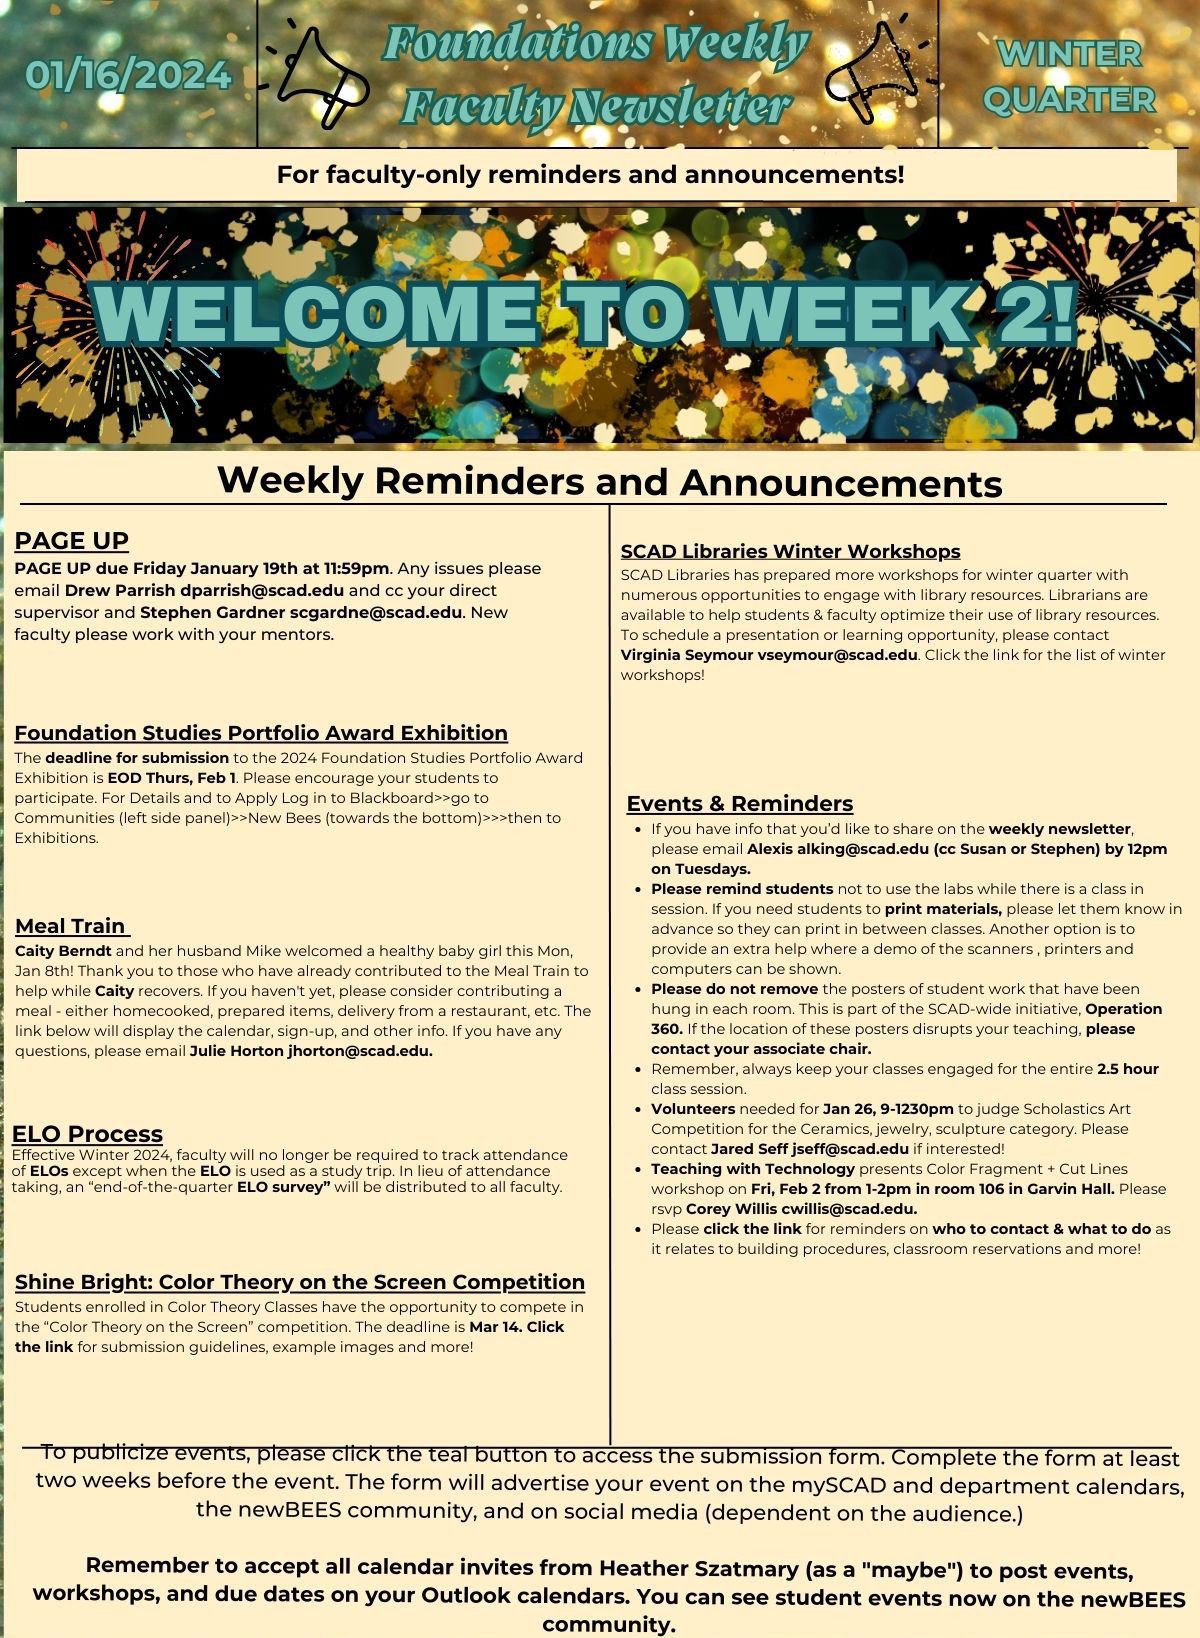 01/16/2024
Foundations Weekly
Faculty Newsletter
WINTER
QUARTER
For faculty-only reminders and announcements!
WELCOME TO WEEK 2!
Weekly Reminders and Announcements
PAGE UP
PAGE UP due Friday January 19th at 11:59pm. Any issues please
email Drew Parrish dparrish@scad.edu and cc your direct
supervisor and Stephen Gardner scgardne@scad.edu. New
faculty please work with your mentors.
Foundation Studies Portfolio Award Exhibition
The deadline for submission to the 2024 Foundation Studies Portfolio Award
Exhibition is EOD Thurs, Feb 1. Please encourage your students to
participate. For Details and to Apply Log in to Blackboard>>go to
Communities (left side panel)>>New Bees (towards the bottom)>>>then to
Exhibitions.
Meal Train
Caity Berndt and her husband Mike welcomed a healthy baby girl this Mon,
Jan 8th! Thank you to those who have already contributed to the Meal Train to
help while Caity recovers. If you haven't yet, please consider contributing a
meal - either homecooked, prepared items, delivery from a restaurant, etc. The
link below will display the calendar, sign-up, and other info. If you have any
questions, please email Julie Horton jhorton@scad.edu.
ELO Process
Effective Winter 2024, faculty will no longer be required to track attendance
of ELOs except when the ELO is used as a study trip. In lieu of attendance
taking, an “end-of-the-quarter ELO survey” will be distributed to all faculty.
Shine Bright: Color Theory on the Screen Competition
Students enrolled in Color Theory Classes have the opportunity to compete in
the “Color Theory on the Screen” competition. The deadline is Mar 14. Click
the link for submission guidelines, example images and more!
SCAD Libraries Winter Workshops
SCAD Libraries has prepared more workshops for winter quarter with
numerous opportunities to engage with library resources. Librarians are
available to help students & faculty optimize their use of library resources.
To schedule a presentation or learning opportunity, please contact
Virginia Seymour vseymour@scad.edu. Click the link for the list of winter
workshops!
Events & Reminders
• If you have info that you’d like to share on the weekly newsletter,
please email Alexis alking@scad.edu (cc Susan or Stephen) by 12pm
on Tuesdays.
• Please remind students not to use the labs while there is a class in
session. If you need students to print materials, please let them know in
advance so they can print in between classes. Another option is to
provide an extra help where a demo of the scanners , printers and
computers can be shown.
• Please do not remove the posters of student work that have been
hung in each room. This is part of the SCAD-wide initiative, Operation
360. If the location of these posters disrupts your teaching, please
contact your associate chair.
• Remember, always keep your classes engaged for the entire 2.5 hour
class session.
• Volunteers needed for Jan 26, 9-1230pm to judge Scholastics Art
Competition for the Ceramics, jewelry, sculpture category. Please
contact Jared Seff jseff@scad.edu if interested!
• Teaching with Technology presents Color Fragment + Cut Lines
workshop on Fri, Feb 2 from 1-2pm in room 106 in Garvin Hall. Please
rsvp Corey Willis cwillis@scad.edu.
• Please click the link for reminders on who to contact & what to do as
it relates to building procedures, classroom reservations and more!
To publicize events, please click the teal button to access the submission form. Complete the form at least
two weeks before the event. The form will advertise your event on the mySCAD and department calendars,
the newBEES community, and on social media (dependent on the audience.)
Remember to accept all calendar invites from Heather Szatmary (as a "maybe") to post events,
workshops, and due dates on your Outlook calendars. You can see student events now on the newBEES
community.